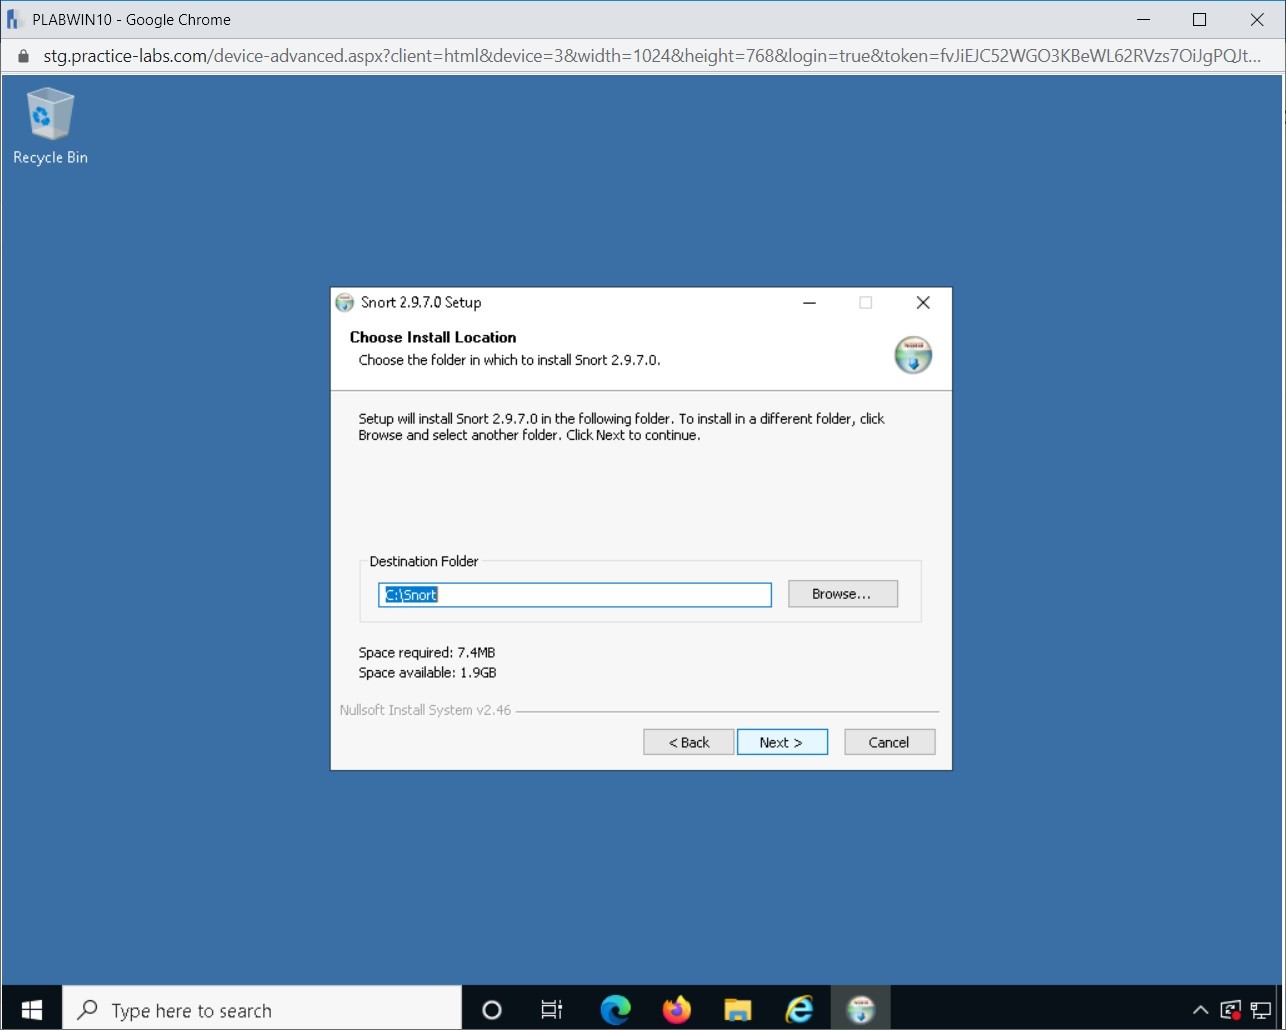 PLABWIN10 - Google Chrome
stg.practice-labs.com/device-advanced.aspx?client=html&device=3&width=1024&height=768&login=true&token=fvJiEJC52WGO3KBeWL62RVzs7OiJgPQJt...
Recycle Bin
Snort 2.9.7.0 Setup
Choose Install Location
Choose the folder in which to install Snort 2.9.7.0.
Setup will install Snort 2.9.7.0 in the following folder. To install in a different folder, click
Browse and select another folder. Click Next to continue.
Destination Folder
C:\Snort
Browse...
Space required: 7.4MB
Space available: 1.9GB
Nullsoft Install System v2.46
< Back
Next >
Cancel
Type here to search